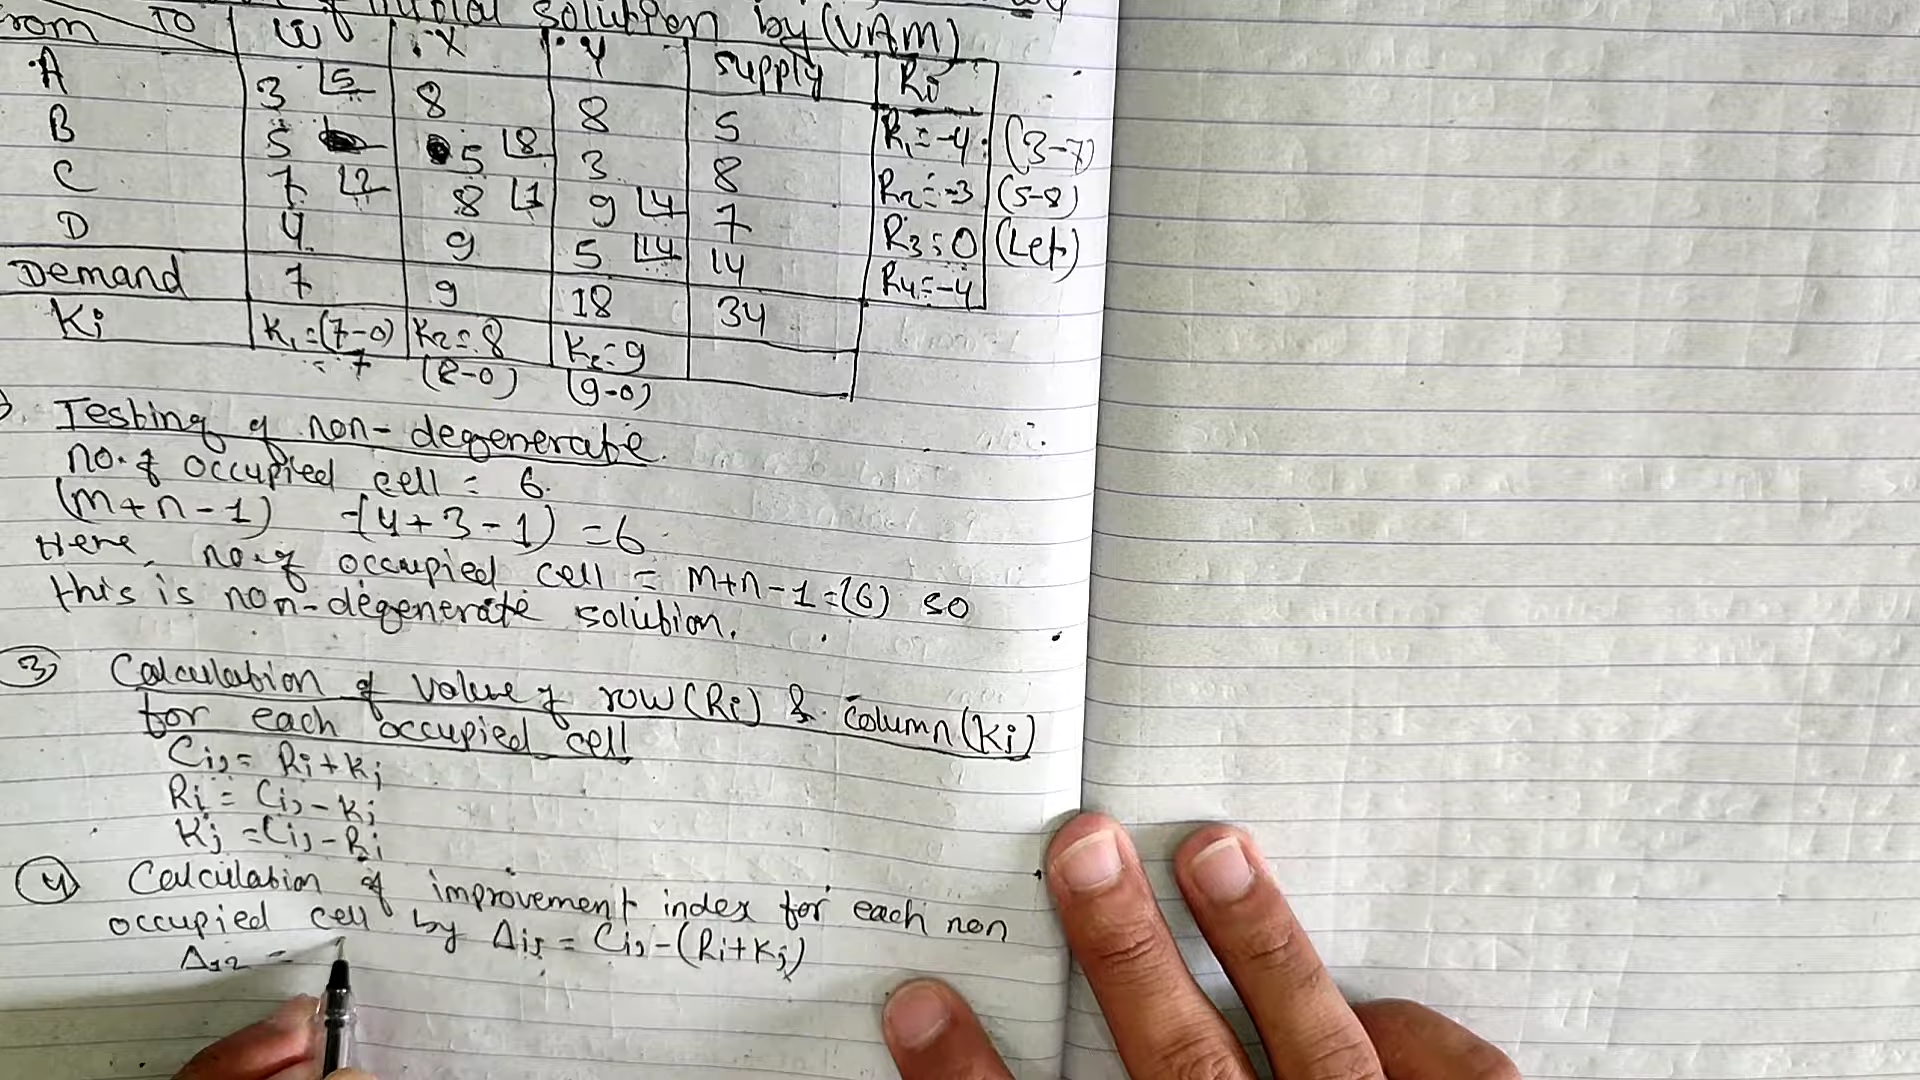 initial solution by (VAM)
From TO W X Y Supply Ri
A 3 5 8 8 5 R1=-4 (3-7)
B 5 5 8 3 8 R2=-3 (5-8)
C 7 2 8 1 9 4 7 R3=0 (Let)
D 4 9 5 14 14 R4=-4
Demand 7 9 18 34
Kj K1=(7-0) K2=8 K3=9
=7 (8-0) (9-0)
Testing of non-degenerate.
no. of occupied cell = 6.
(m+n-1) -(4+3-1) =6
Here, no. of occupied cell = m+n-1=(6) so
this is non-degenerate solution.
(3) Calculation of value of row (Ri) & column (Kj)
for each occupied cell
Cij = Ri+Kj
Ri = Cij-Kj
Kj = Cij-Ri
(4) Calculation of improvement index for each non
occupied cell by Δij = Cij-(Ri+Kj)
Δ12 =